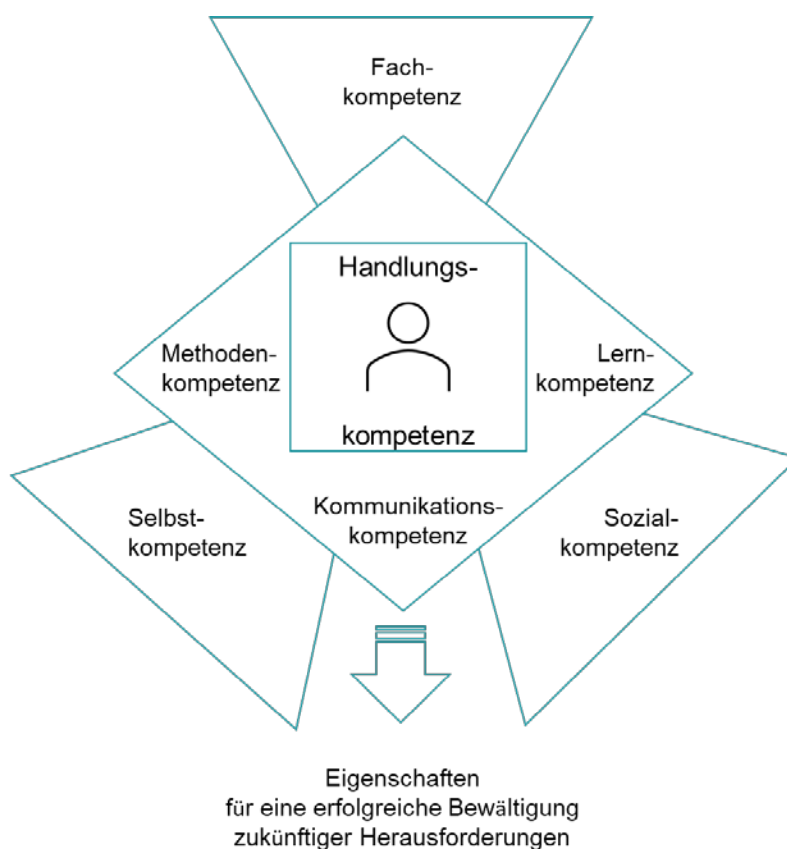 Fach-
kompetenz
Handlungs-
Methoden-
kompetenz
Lern-
kompetenz
kompetenz
Selbst-
kompetenz
Kommunikations-
kompetenz
Sozial-
kompetenz
Eigenschaften
für eine erfolgreiche Bewältigung
zukünftiger Herausforderungen